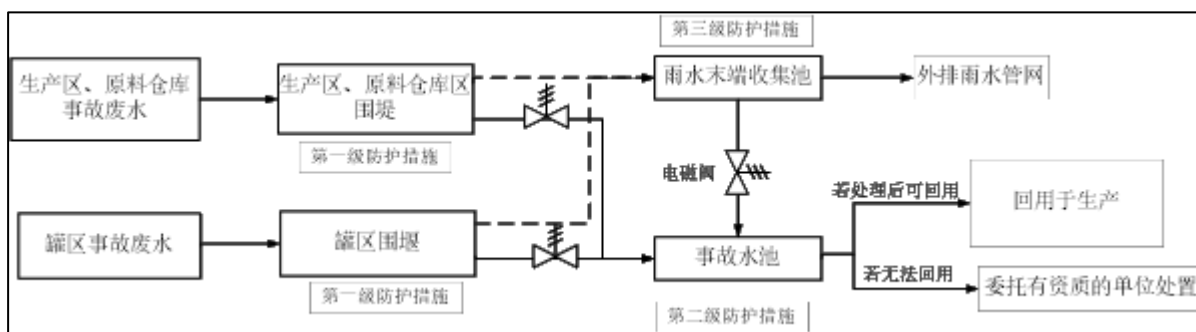 第三级防护措施
生产区、原料仓库
事故废水
生产区、原料仓库区
围堤
雨水末端收集池
外排雨水管网
第一级防护措施
电磁阀
若处理后可回用
回用于生产
罐区事故废水
罐区围堰
事故水池
若无法回用
委托有资质的单位处置
第一级防护措施
第二级防护措施